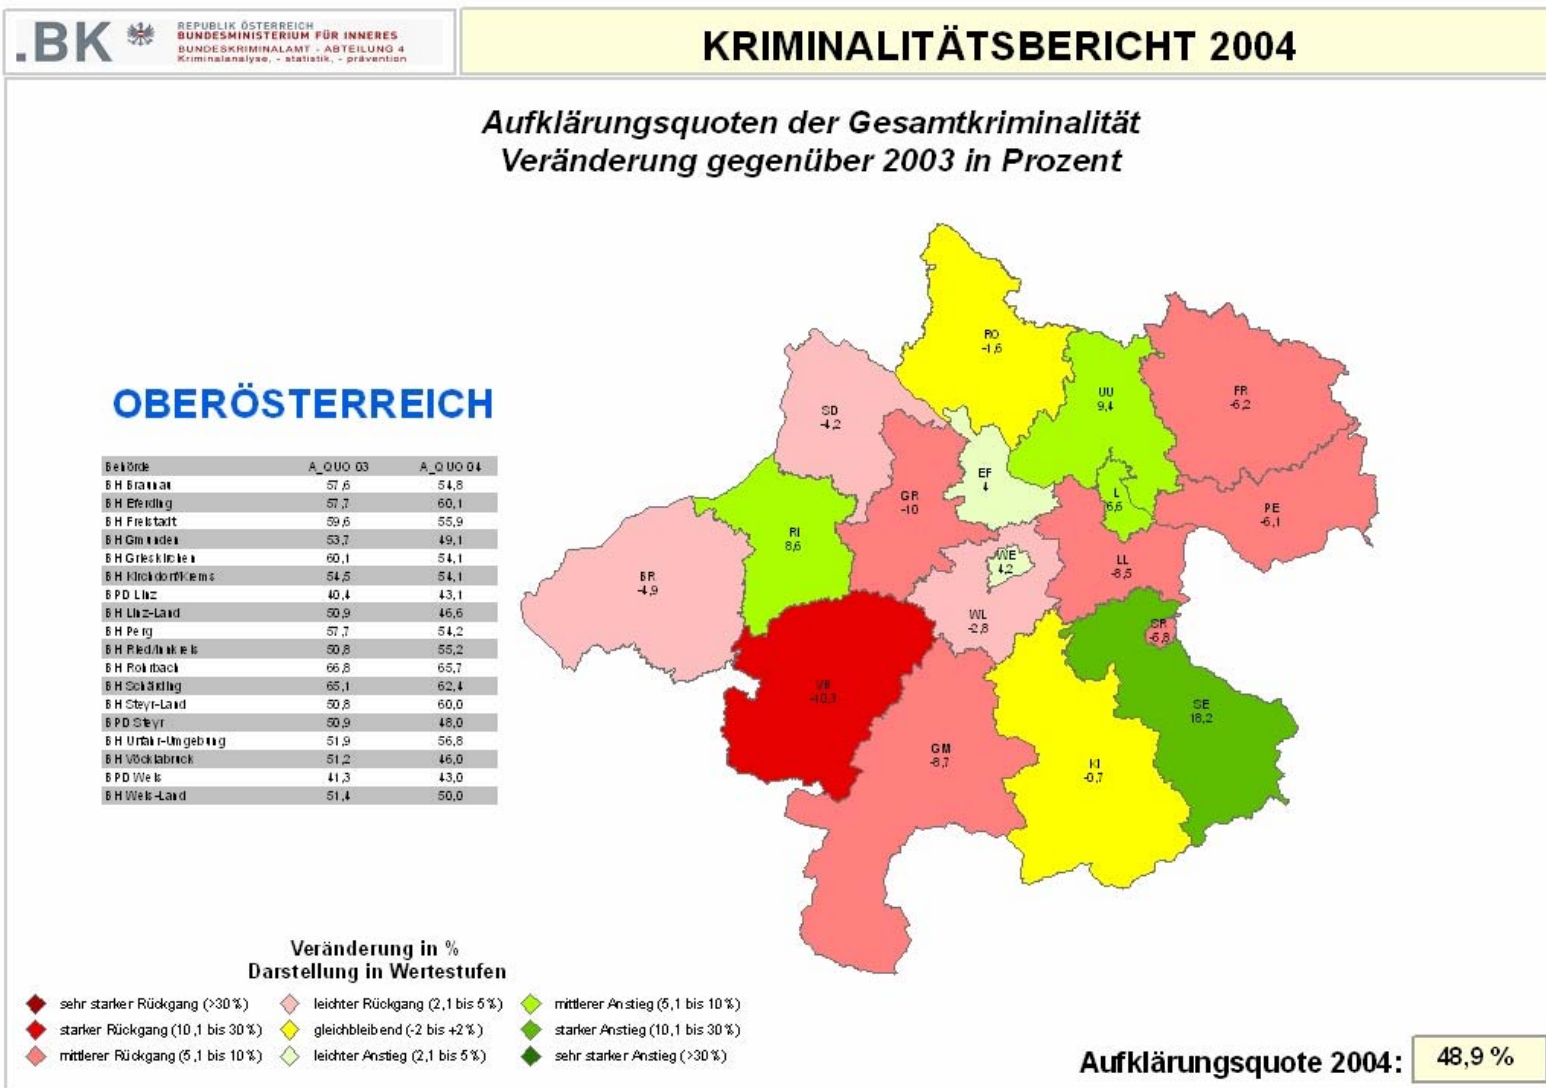 .BK
REPUBLIK ÖSTERREICH
BUNDESMINISTERIUM FÜR INNERES
BUNDESKRIMINALAMT - ABTEILUNG 4
Kriminalanalyse, - statistik, - prävention
KRIMINALITÄTSBERICHT 2004
Aufklärungsquoten der Gesamtkriminalität
Veränderung gegenüber 2003 in Prozent
OBERÖSTERREICH
Behörde A_QUO 03 A_QUO 04
BH Braunau 57,6 54,8
BH Eferding 57,7 60,1
BH Freistadt 59,6 55,9
BH Gmunden 53,7 49,1
BH Grieskirchen 60,1 54,1
BH Kirchdorf/Krems 54,5 54,1
BPD Linz 40,4 43,1
BH Linz-Land 50,9 46,6
BH Perg 57,7 54,2
BH Ried/Innkreis 50,8 55,2
BH Rohrbach 66,8 65,7
BH Schärding 65,1 62,4
BH Steyr-Land 50,8 60,0
BPD Steyr 50,9 48,0
BH Urfahr-Umgebung 51,9 56,8
BH Vöcklabruck 51,2 46,0
BPD Wels 41,3 43,0
BH Wels-Land 51,4 50,0
RO
-1,6
UU
9,4
FR
-6,2
SD
-4,2
EF
4
GR
-10
L
6,6
PE
-6,1
RI
8,6
WE
4,2
LL
-8,5
BR
-4,9
WL
-2,8
SR
-5,8
VB
-10,1
SE
18,2
GM
-8,7
KI
-0,7
Veränderung in %
Darstellung in Wertestufen
sehr starker Rückgang (>30%)
starker Rückgang (10,1 bis 30%)
mittlerer Rückgang (5,1 bis 10%)
leichter Rückgang (2,1 bis 5%)
gleichbleibend (-2 bis +2%)
leichter Anstieg (2,1 bis 5%)
mittlerer Anstieg (5,1 bis 10%)
starker Anstieg (10,1 bis 30%)
sehr starker Anstieg (>30%)
Aufklärungsquote 2004: 48,9 %